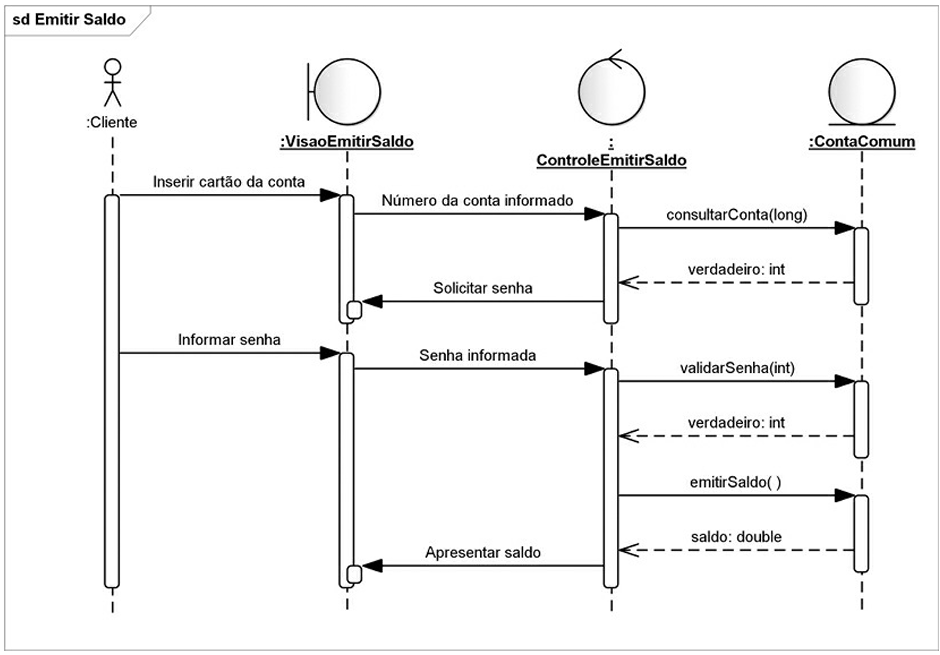 sd Emitir Saldo
:Cliente
:VisaoEmitirSaldo
:
ControleEmitirSaldo
:ContaComum
Inserir cartão da conta
Número da conta informado
consultarConta(long)
verdadeiro: int
Solicitar senha
Informar senha
Senha informada
validarSenha(int)
verdadeiro: int
emitirSaldo( )
saldo: double
Apresentar saldo